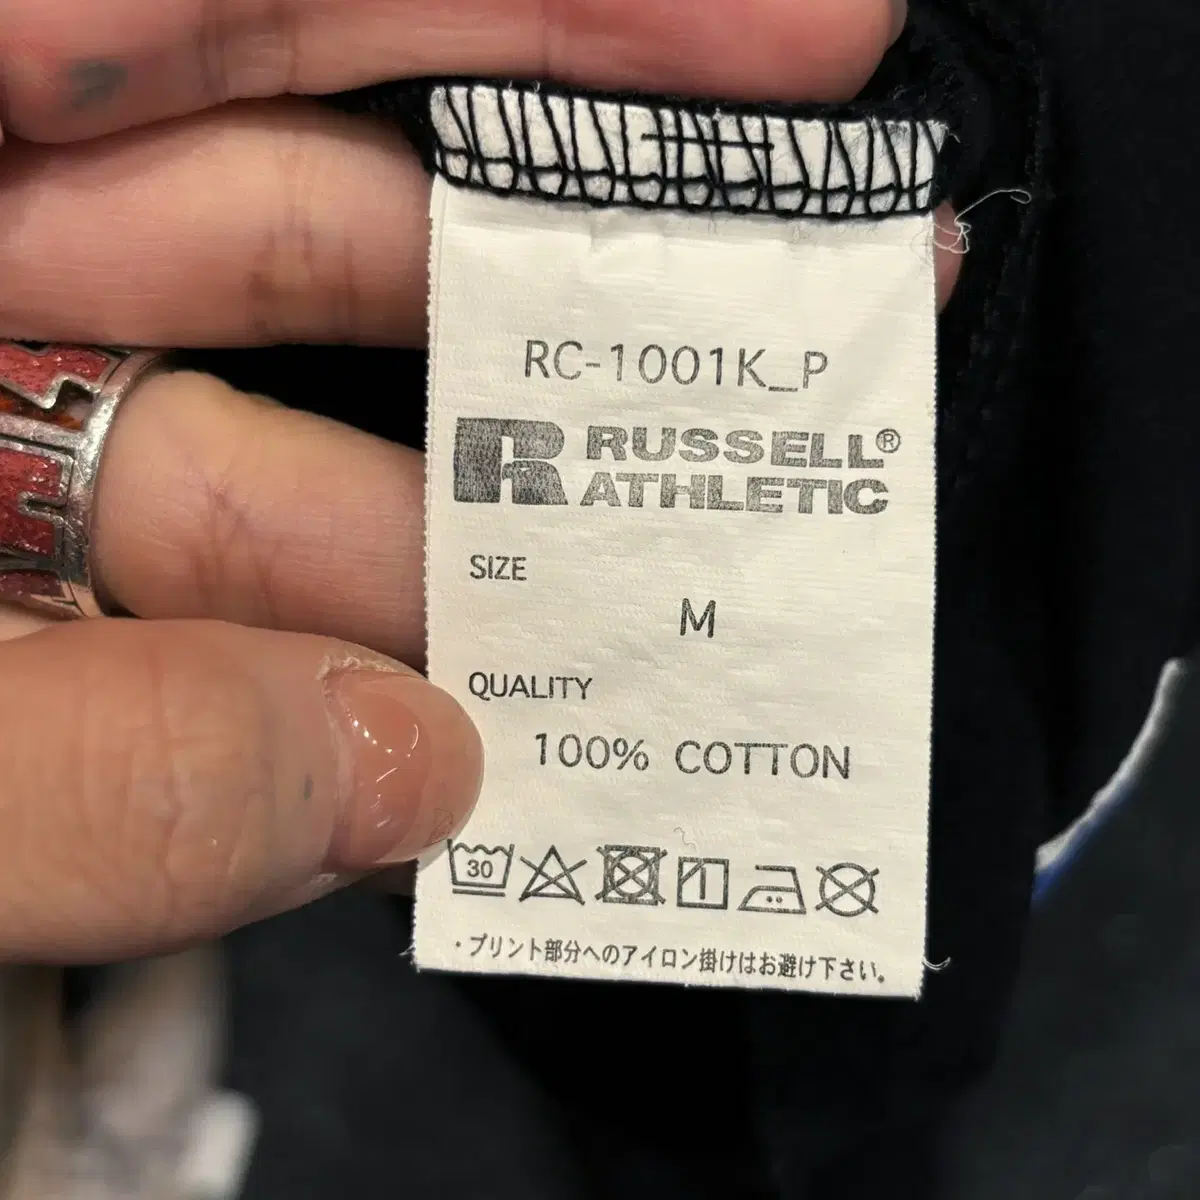 RC-1001K_P
RUSSELL®
ATHLETIC
SIZE
M
QUALITY
100% COTTON
30
・プリント部分へのアイロン掛けはお避け下さい。